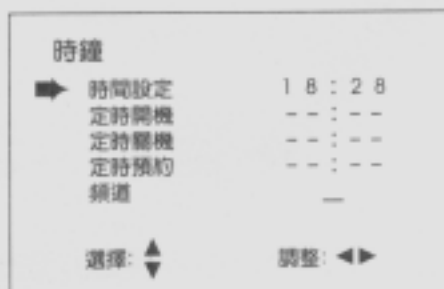 時鐘
時間設定 18:28
定時開機 --:--
定時關機 --:--
定時預約 --:--
頻道 _
選擇: 調整: